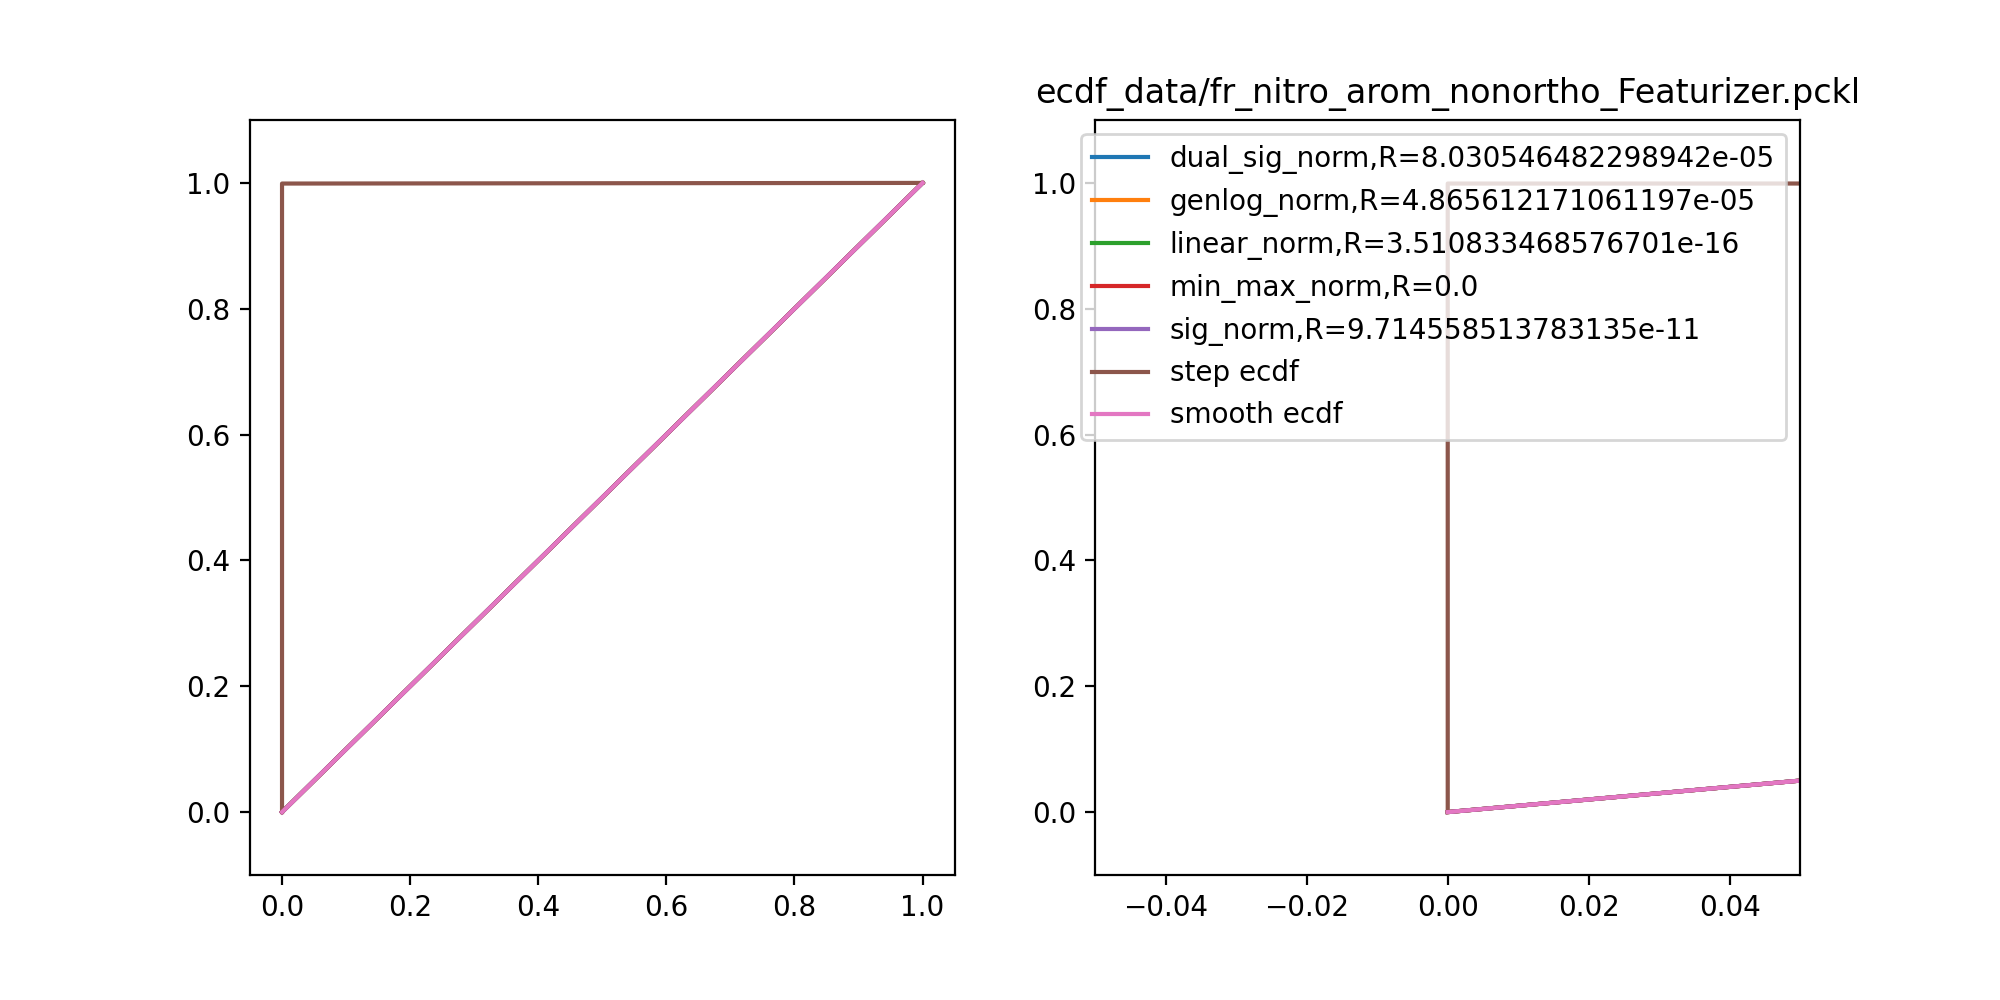 ecdf_data/fr_nitro_arom_nonortho_Featurizer.pckl
1.0
0.8
0.6
0.4
0.2
0.0
0.0 0.2 0.4 0.6 0.8 1.0
1.0
0.8
0.6
0.4
0.2
0.0
−0.04 −0.02 0.00 0.02 0.04
dual_sig_norm,R=8.030546482298942e-05
genlog_norm,R=4.865612171061197e-05
linear_norm,R=3.510833468576701e-16
min_max_norm,R=0.0
sig_norm,R=9.714558513783135e-11
step ecdf
smooth ecdf